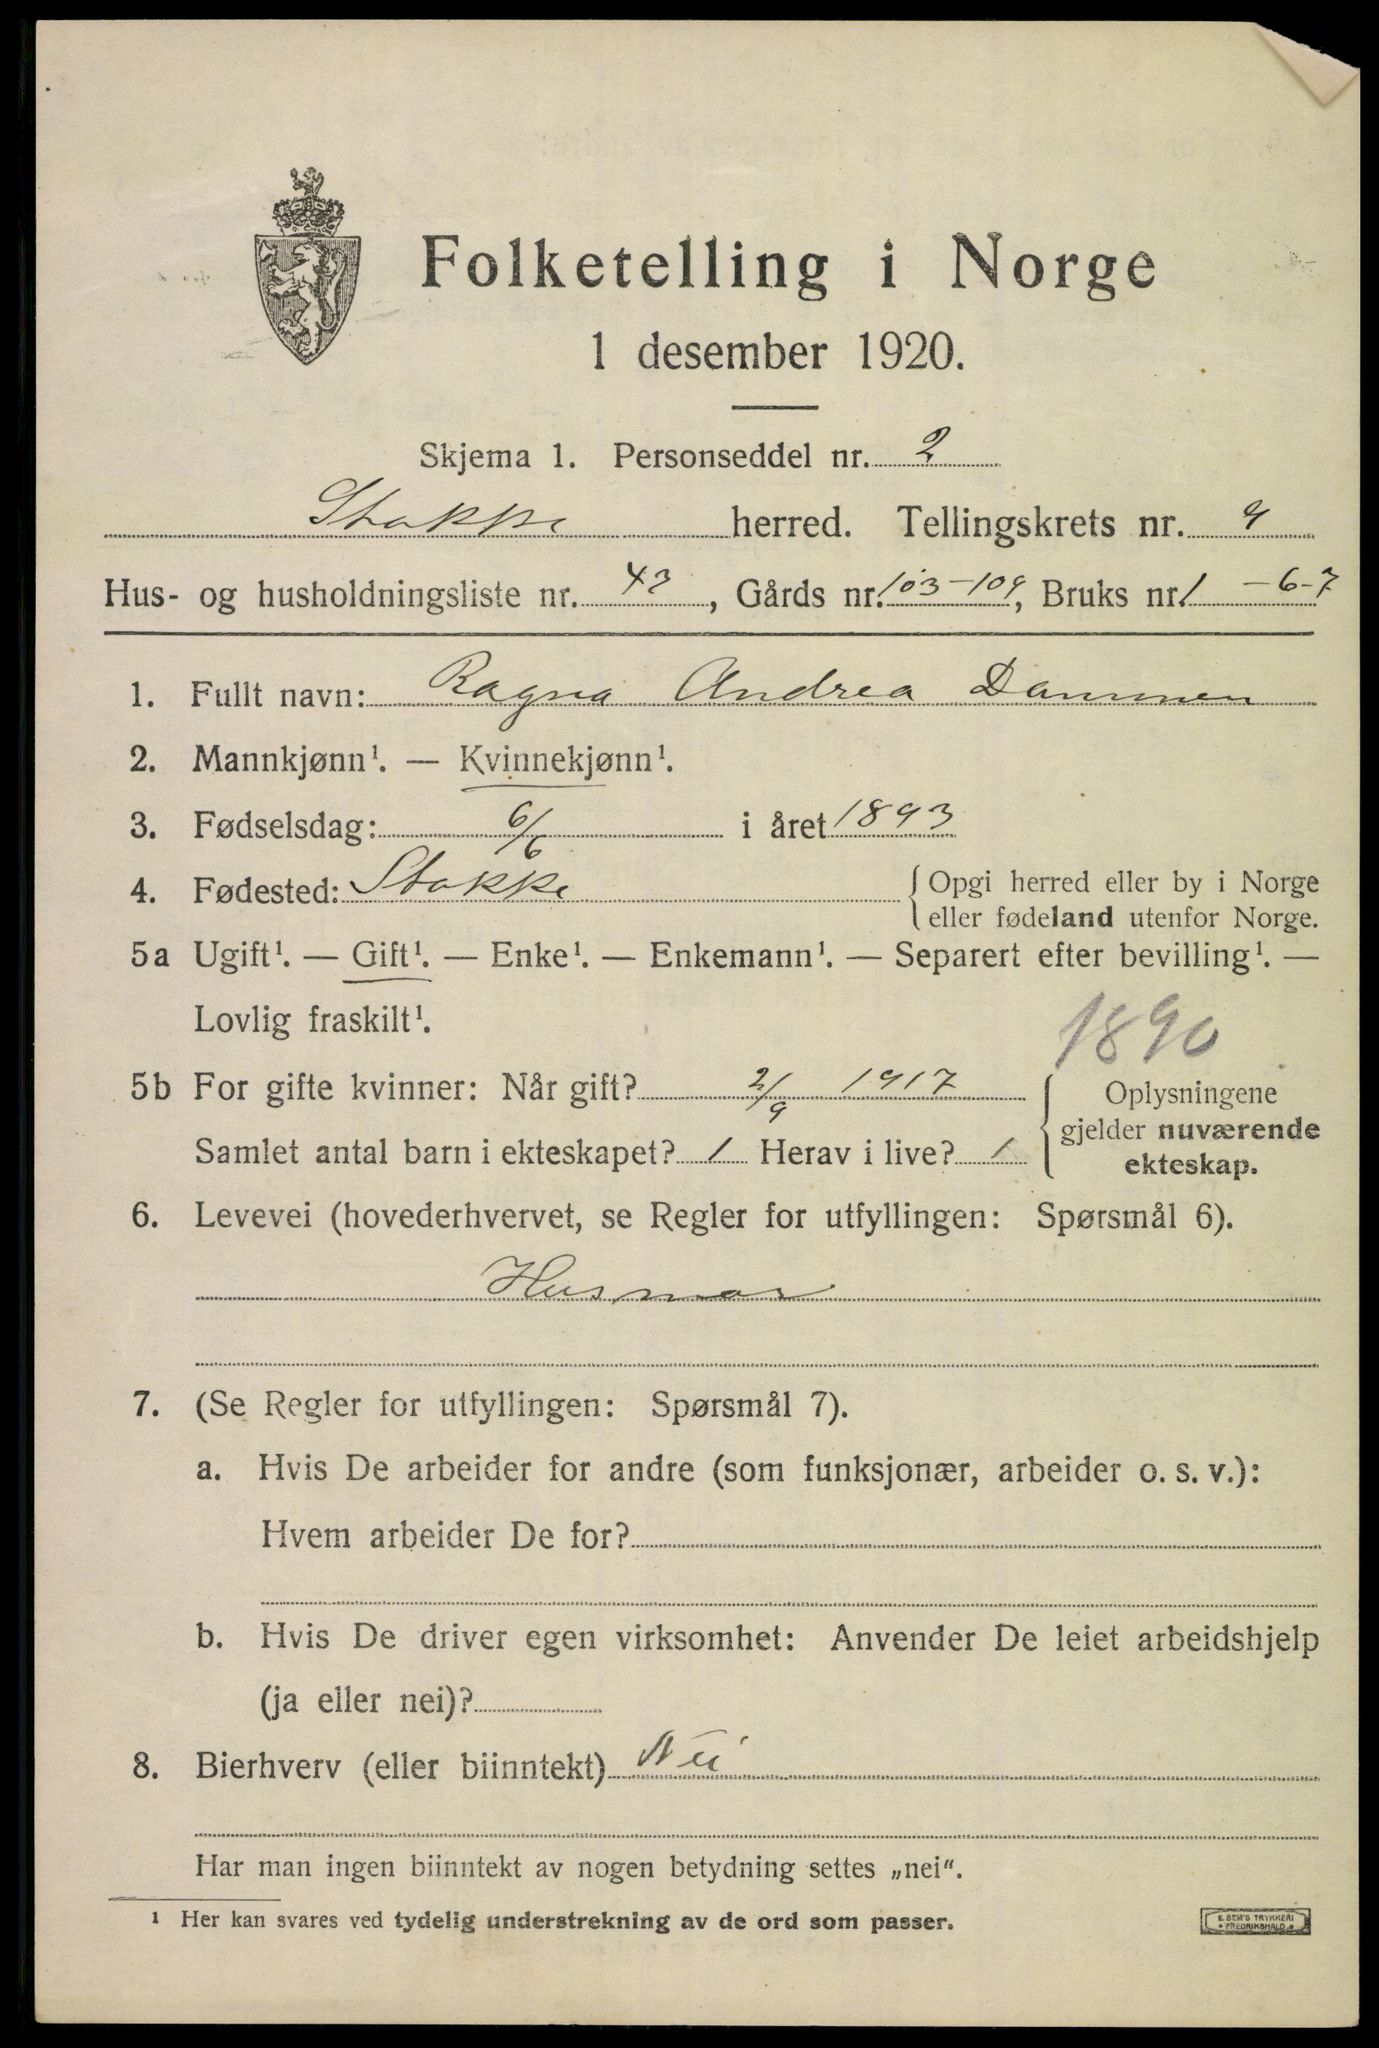 Folketelling i Norge
1 desember 1920.
Skjema 1. Personseddel nr. 2
Stokke herred. Tellingskrets nr. 9
Hus- og husholdningsliste nr. 43, Gårds nr. 103-109, Bruks nr. 1-6-7
1. Fullt navn: Ragna Andrea Dammen
2. Mannkjønn¹. — Kvinnekjønn¹.
3. Fødselsdag: 6/6 i året 1893
4. Fødested: Stokke { Opgi herred eller by i Norge
eller fødeland utenfor Norge.
5a Ugift¹. — Gift¹. — Enke¹. — Enkemann¹. — Separert efter bevilling¹. —
Lovlig fraskilt¹.
1890
5b For gifte kvinner: Når gift? 2/9 1917 { Oplysningene
gjelder nuværende
Samlet antal barn i ekteskapet? 1 Herav i live? 1 ekteskap.
6. Levevei (hovederhvervet, se Regler for utfyllingen: Spørsmål 6).
Husmor
7. (Se Regler for utfyllingen: Spørsmål 7).
a. Hvis De arbeider for andre (som funksjonær, arbeider o. s. v.):
Hvem arbeider De for?
b. Hvis De driver egen virksomhet: Anvender De leiet arbeidshjelp
(ja eller nei)?
8. Bierhverv (eller biinntekt) Nei
Har man ingen biinntekt av nogen betydning settes „nei“.
¹ Her kan svares ved tydelig understrekning av de ord som passer.
E. SEM'S TRYKKERI
FREDRIKSHALD